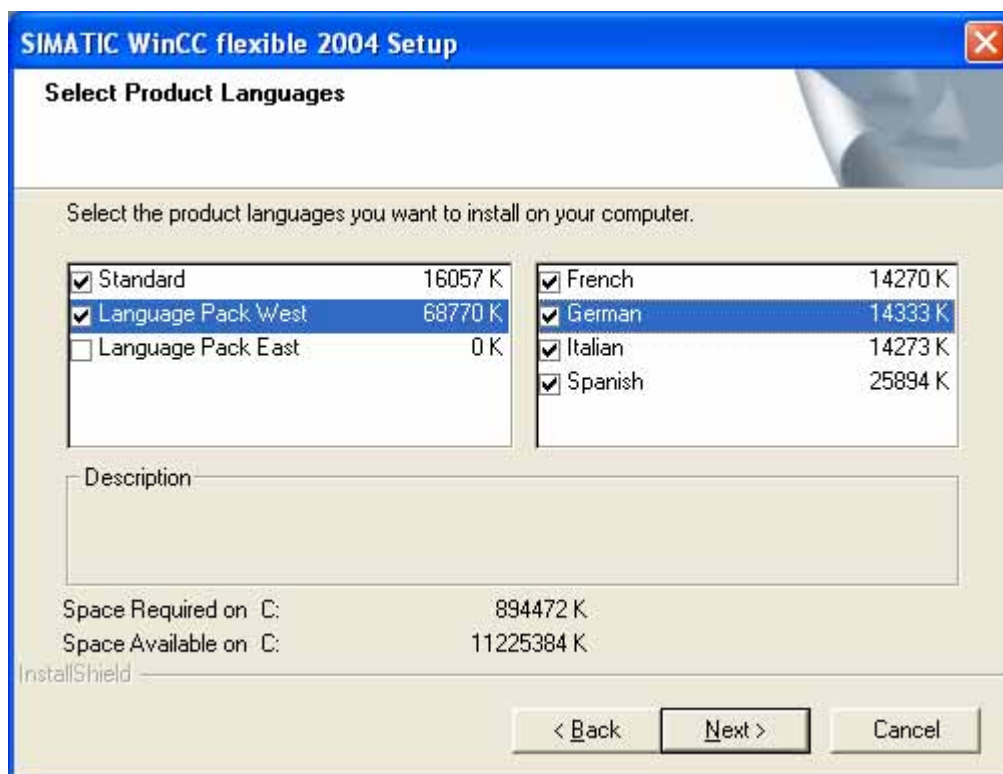 SIMATIC WinCC flexible 2004 Setup
Select Product Languages
Select the product languages you want to install on your computer.
Standard 16057 K
Language Pack West 68770 K
Language Pack East 0 K
French 14270 K
German 14333 K
Italian 14273 K
Spanish 25894 K
Description
Space Required on C: 894472 K
Space Available on C: 11225384 K
InstallShield
< Back Next > Cancel